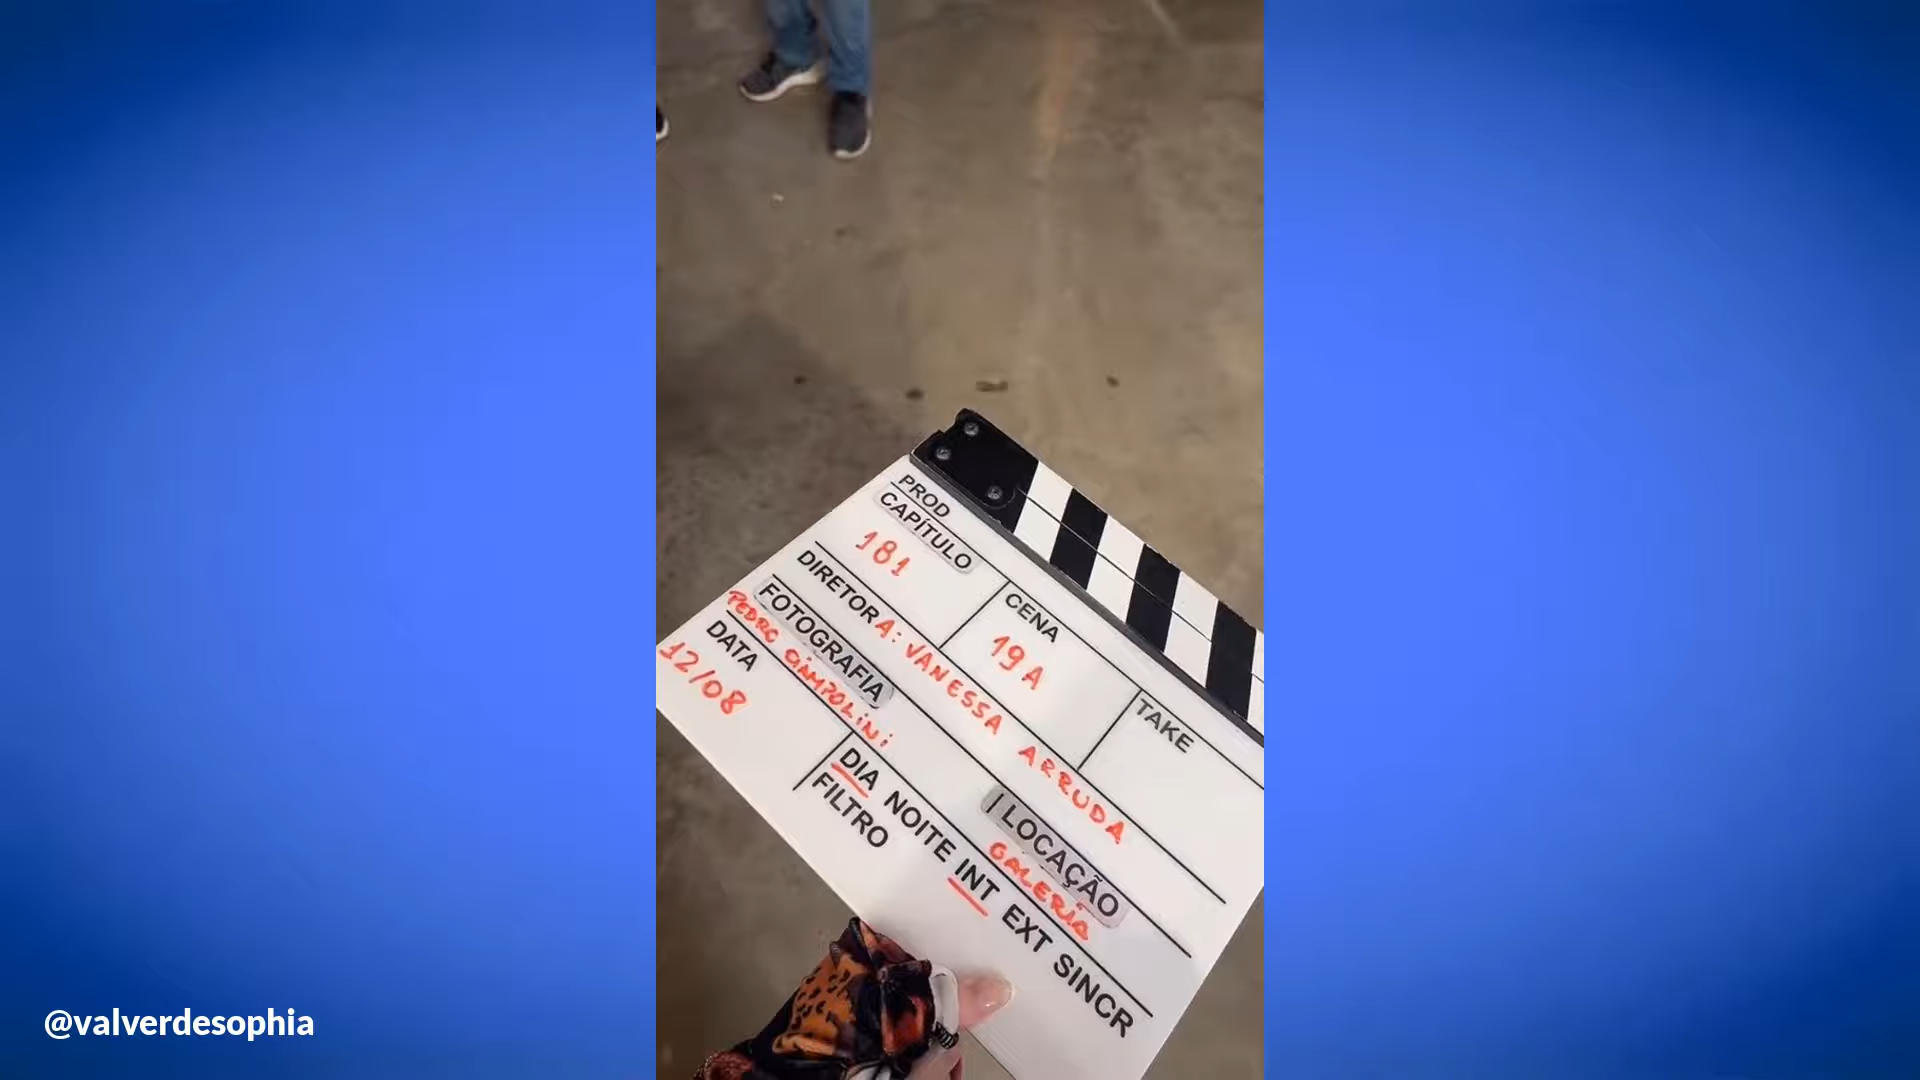 PROD
CAPÍTULO
181
CENA
19A
TAKE
DIRETORA: VANESSA ARRUDA
FOTOGRAFIA
PEDRO GIAMPOLINI
LOCAÇÃO
GALERIA
DATA
12/08
DIA NOITE INT EXT SINCR
FILTRO
@valverdesophia